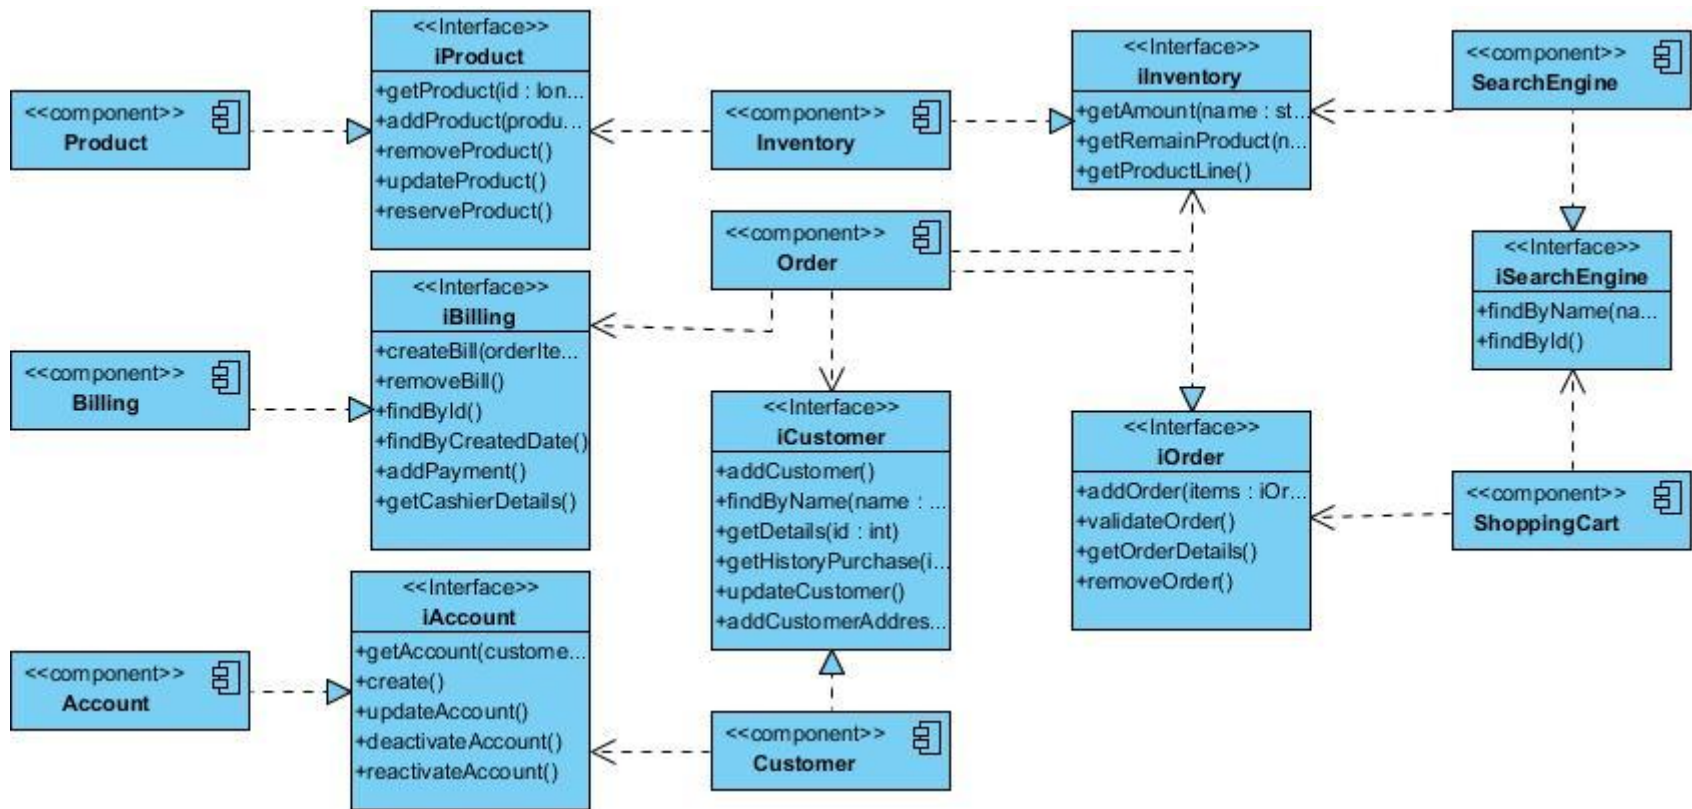 <<Interface>>
iProduct
+getProduct(id : lon...
+addProduct(produ...
+removeProduct()
+updateProduct()
+reserveProduct()
<<component>>
Product
<<component>>
Inventory
<<Interface>>
iInventory
+getAmount(name : st...
+getRemainProduct(n...
+getProductLine()
<<component>>
SearchEngine
<<component>>
Order
<<Interface>>
iSearchEngine
+findByName(na...
+findById()
<<Interface>>
iBilling
+createBill(orderIte...
+removeBill()
+findById()
+findByCreatedDate()
+addPayment()
+getCashierDetails()
<<component>>
Billing
<<Interface>>
iCustomer
+addCustomer()
+findByName(name : ...
+getDetails(id : int)
+getHistoryPurchase(i...
+updateCustomer()
+addCustomerAddres...
<<Interface>>
iOrder
+addOrder(items : iOr...
+validateOrder()
+getOrderDetails()
+removeOrder()
<<component>>
ShoppingCart
<<Interface>>
iAccount
+getAccount(custome...
+create()
+updateAccount()
+deactivateAccount()
+reactivateAccount()
<<component>>
Account
<<component>>
Customer